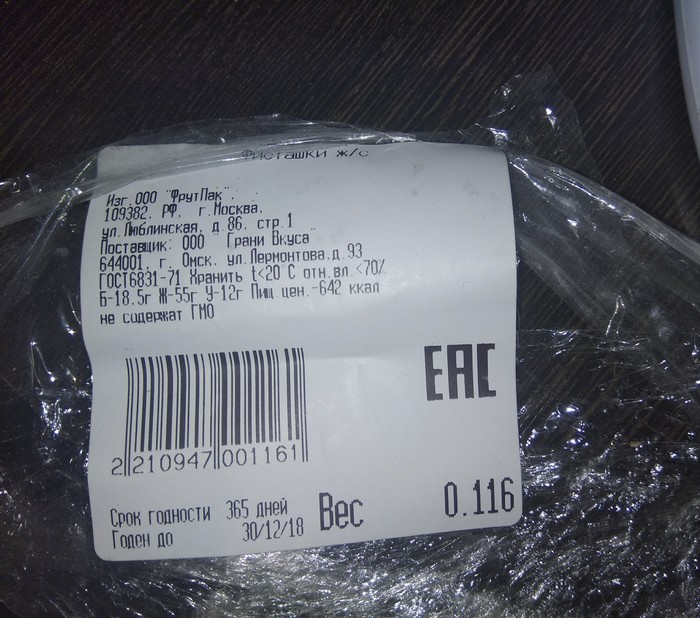 Фисташки ж/с
Изг.ООО "ФрутПак".
109382, РФ, г.Москва,
ул.Люблинская, д.86, стр.1
Поставщик: ООО "Грани Вкуса"
644001, г. Омск. ул.Лермонтова.д.93
ГОСТ6831-71 Хранить t<20°C отн.вл.<70%
Б-18.5г Ж-55г У-12г Пищ.цен.-642 ккал
не содержат ГМО
EAC
2 210947 001161
Срок годности 365 дней
Годен до 30/12/18
Вес 0.116